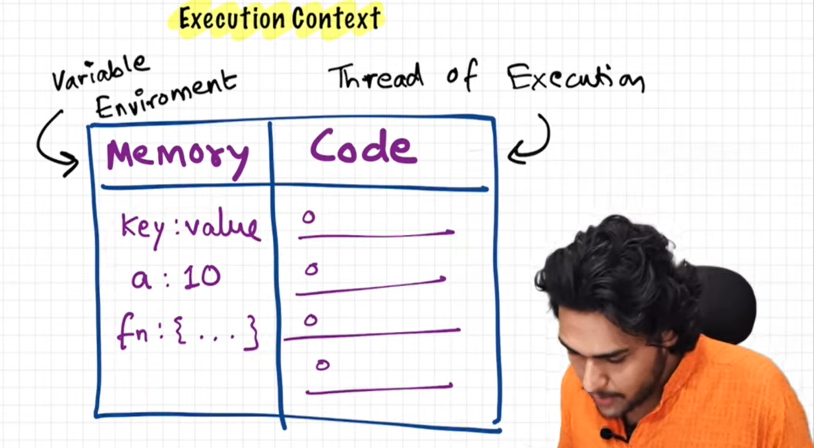 Execution Context
Variable
Enviroment
Thread of Execution
Memory
Code
key : value
a : 10
fn : { ... }